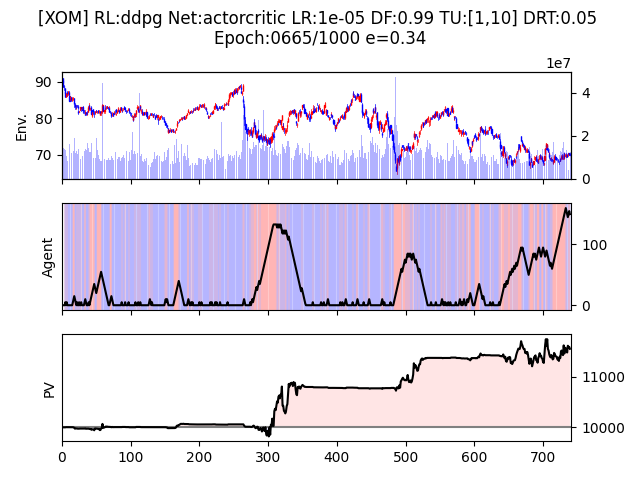 [XOM] RL:ddpg Net:actorcritic LR:1e-05 DF:0.99 TU:[1,10] DRT:0.05
Epoch:0665/1000 e=0.34
1e7
90
80
70
Env.
4
2
0
Agent
100
0
PV
11000
10000
0 100 200 300 400 500 600 700